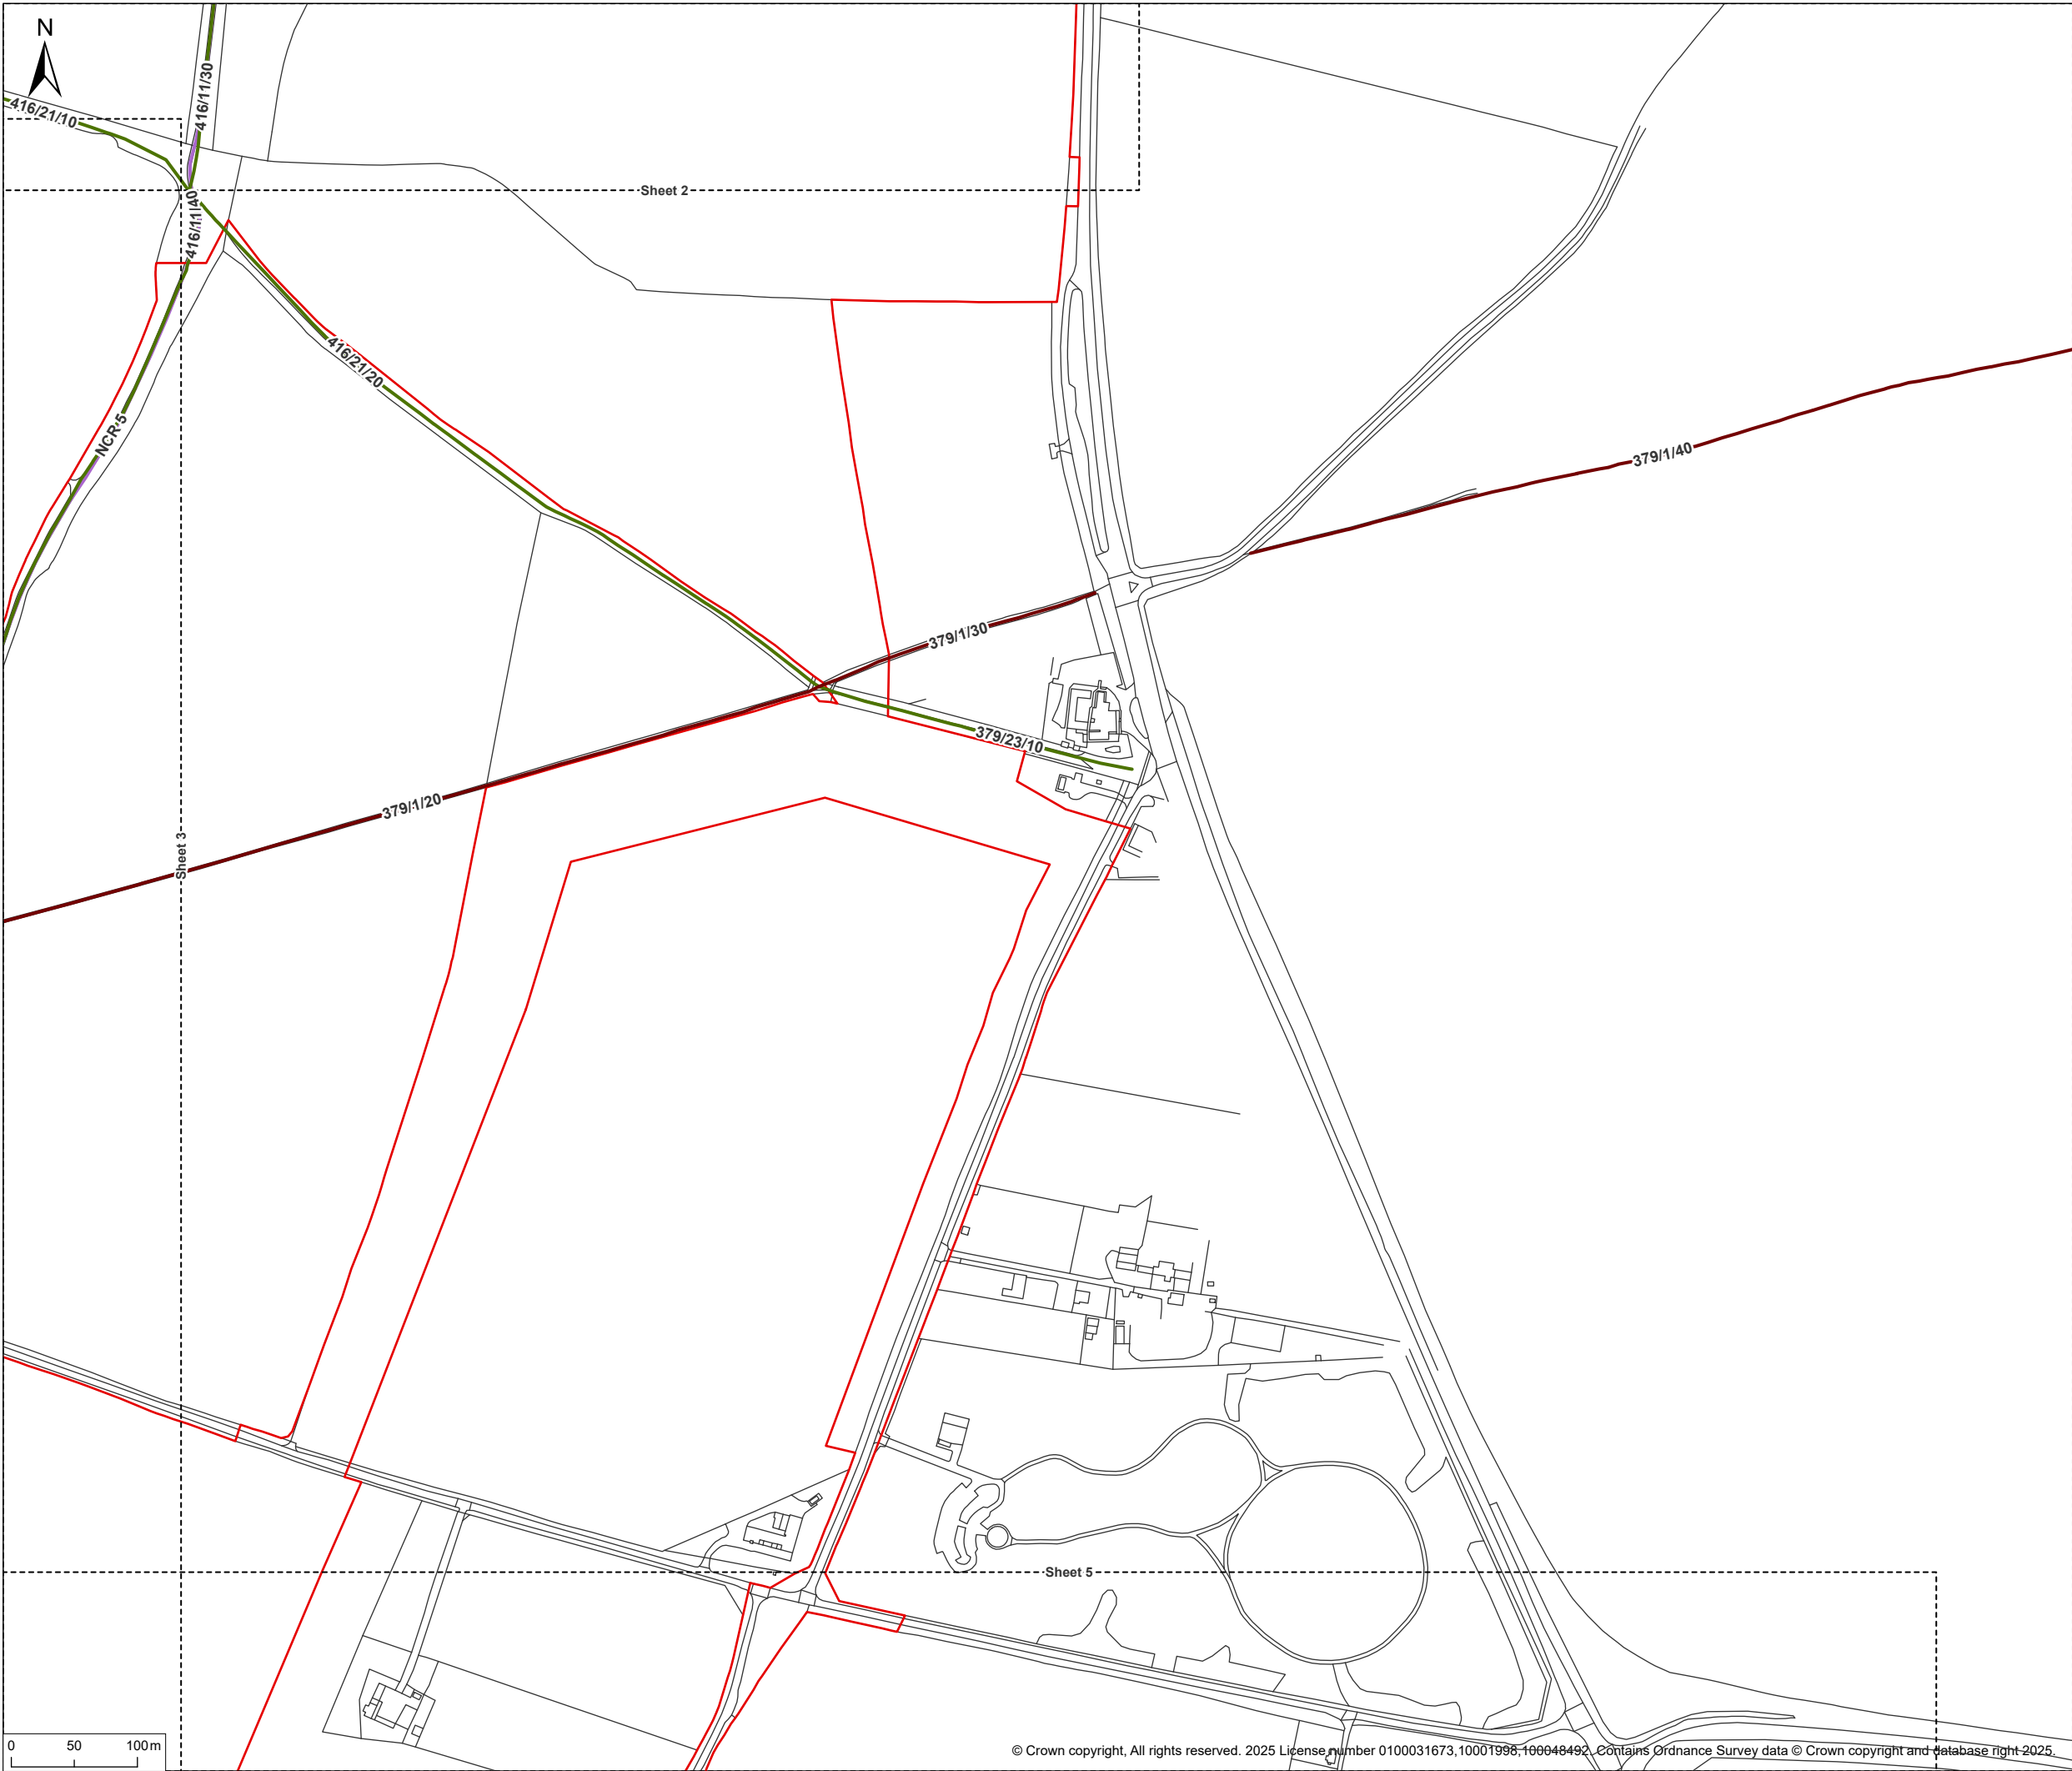 N
416/11/30
416/21/10
Sheet 2
416/11/40
416/21/20
NCR 5
379/1/40
379/1/30
379/23/10
379/1/20
Sheet 3
Sheet 5
0 50 100m
© Crown copyright, All rights reserved. 2025 License number 0100031673,10001998,100048492. Contains Ordnance Survey data © Crown copyright and database right 2025.